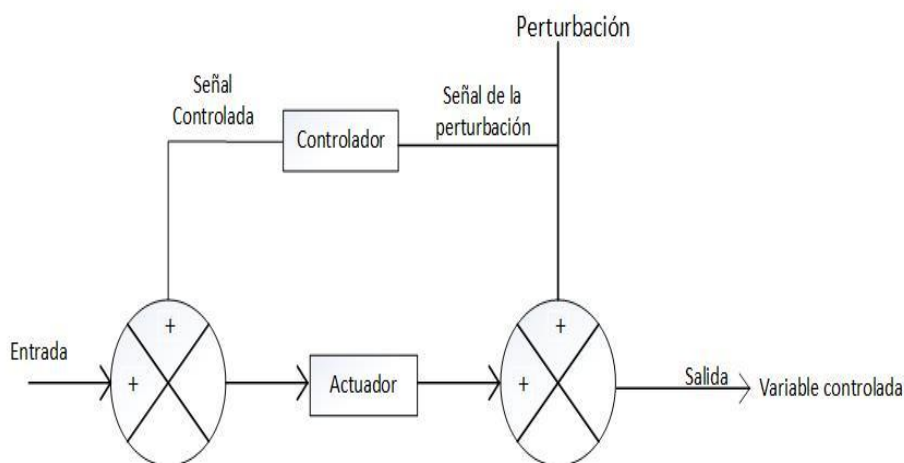 Perturbación
Señal
Controlada
Controlador
Señal de la
perturbación
+
+
Entrada
+
Actuador
+
Salida
Variable controlada